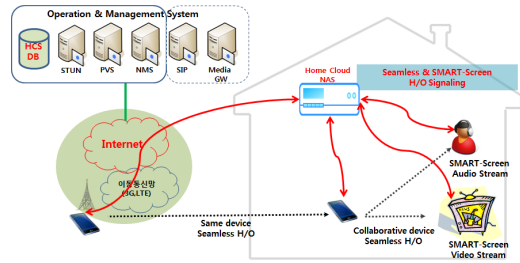 Operation & Management System
HCS
DB
STUN
PVS
NMS
SIP
Media
GW
Home Cloud
NAS
Seamless & SMART-Screen
H/O Signaling
Internet
이동통신망
(3G,LTE)
SMART-Screen
Audio Stream
Same device
Seamless H/O
Collaborative device
Seamless H/O
SMART-Screen
Video Stream